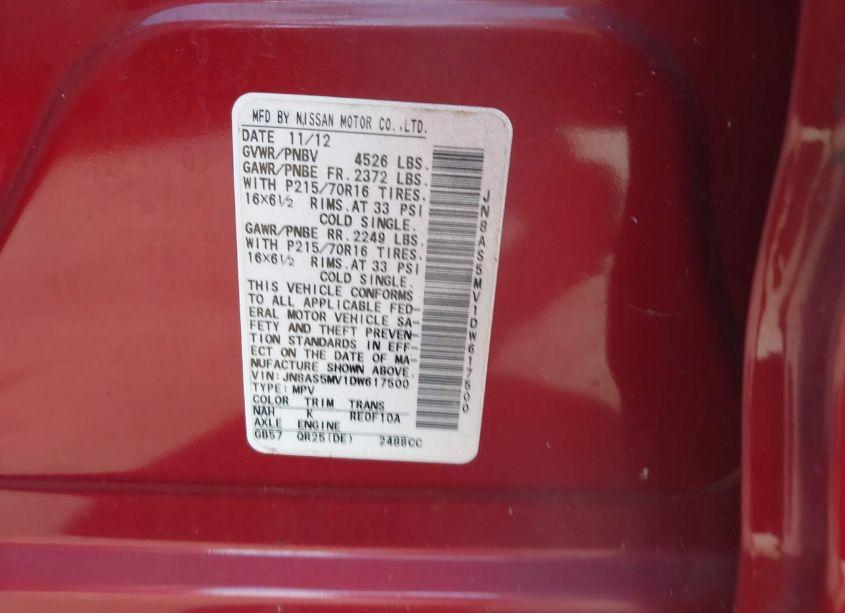 MFD BY NISSAN MOTOR CO.,LTD.
DATE 11/12
GVWR/PNBV 4526 LBS.
GAWR/PNBE FR. 2372 LBS.
WITH P215/70R16 TIRES.
16×6½ RIMS. AT 33 PSI
COLD SINGLE.
GAWR/PNBE RR. 2249 LBS.
WITH P215/70R16 TIRES.
16×6½ RIMS. AT 33 PSI
COLD SINGLE.
THIS VEHICLE CONFORMS
TO ALL APPLICABLE FED-
ERAL MOTOR VEHICLE SA-
FETY AND THEFT PREVEN-
TION STANDARDS IN EFF-
ECT ON THE DATE OF MA-
NUFACTURE SHOWN ABOVE.
VIN: JN8AS5MV1DW617500
TYPE: MPV
COLOR TRIM TRANS
NAH K RE0F10A
AXLE ENGINE
GB57 QR25(DE) 2488CC
JN8AS5MV1DW617500